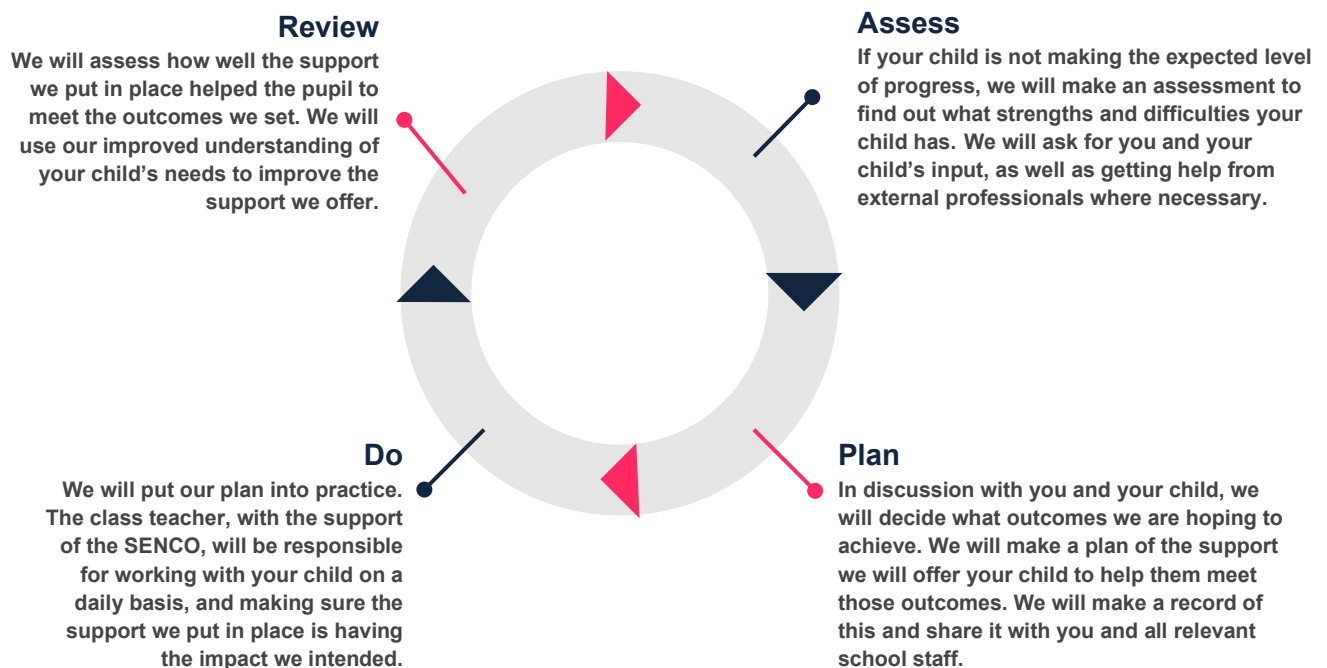 Review
We will assess how well the support
we put in place helped the pupil to
meet the outcomes we set. We will
use our improved understanding of
your child’s needs to improve the
support we offer.
Assess
If your child is not making the expected level
of progress, we will make an assessment to
find out what strengths and difficulties your
child has. We will ask for you and your
child’s input, as well as getting help from
external professionals where necessary.
Do
We will put our plan into practice.
The class teacher, with the support
of the SENCO, will be responsible
for working with your child on a
daily basis, and making sure the
support we put in place is having
the impact we intended.
Plan
In discussion with you and your child, we
will decide what outcomes we are hoping to
achieve. We will make a plan of the support
we will offer your child to help them meet
those outcomes. We will make a record of
this and share it with you and all relevant
school staff.